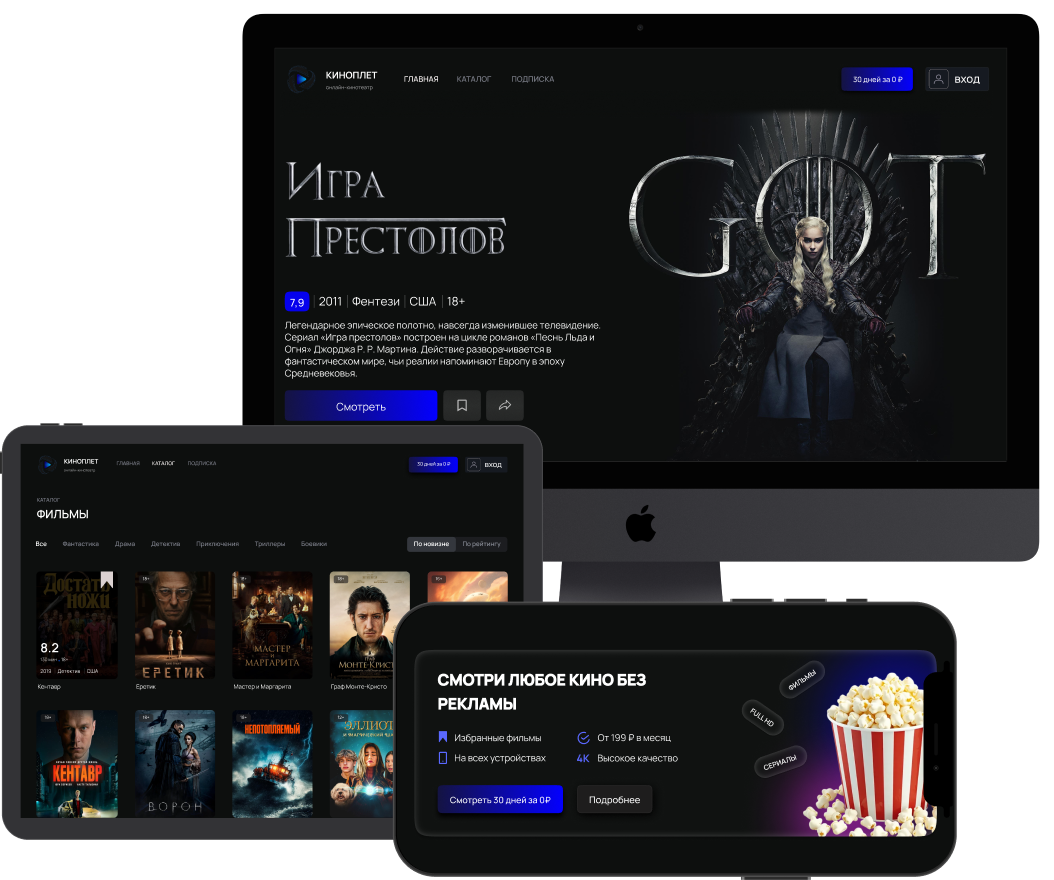 КИНОПЛЕТ
онлайн-кинотеатр
ГЛАВНАЯ КАТАЛОГ ПОДПИСКА
30 дней за 0 ₽
ВХОД
ИГРА
ПРЕСТОЛОВ
GOT
7,9 2011 Фентези США 18+
Легендарное эпическое полотно, навсегда изменившее телевидение.
Сериал «Игра престолов» построен на цикле романов «Песнь Льда и
Огня» Джорджа Р. Р. Мартина. Действие разворачивается в
фантастическом мире, чьи реалии напоминают Европу в эпоху
Средневековья.
Смотреть
КИНОПЛЕТ
онлайн-кинотеатр
ГЛАВНАЯ КАТАЛОГ ПОДПИСКА
30 дней за 0 ₽
ВХОД
КАТАЛОГ
ФИЛЬМЫ
Все Фантастика Драма Детектив Приключения Триллеры Боевики
По новизне По рейтингу
Достать
ножи
8.2
130 мин. 18+
2019 Детектив США
Кентавр
18+
ЕРЕТИК
Еретик
18+
МАСТЕР
И
МАРГАРИТА
Мастер и Маргарита
18+
ГРАФ
МОНТЕ-КРИСТО
Граф Монте-Кристо
18+
КЕНТАВР
18+
ВОРОН
18+
НЕПОТОПЛЯЕМЫЙ
12+
ЭЛЛИОТ
СМОТРИ ЛЮБОЕ КИНО БЕЗ
РЕКЛАМЫ
Избранные фильмы
От 199 ₽ в месяц
На всех устройствах
4K Высокое качество
Смотреть 30 дней за 0₽
Подробнее
ФИЛЬМЫ
FULL HD
СЕРИАЛЫ